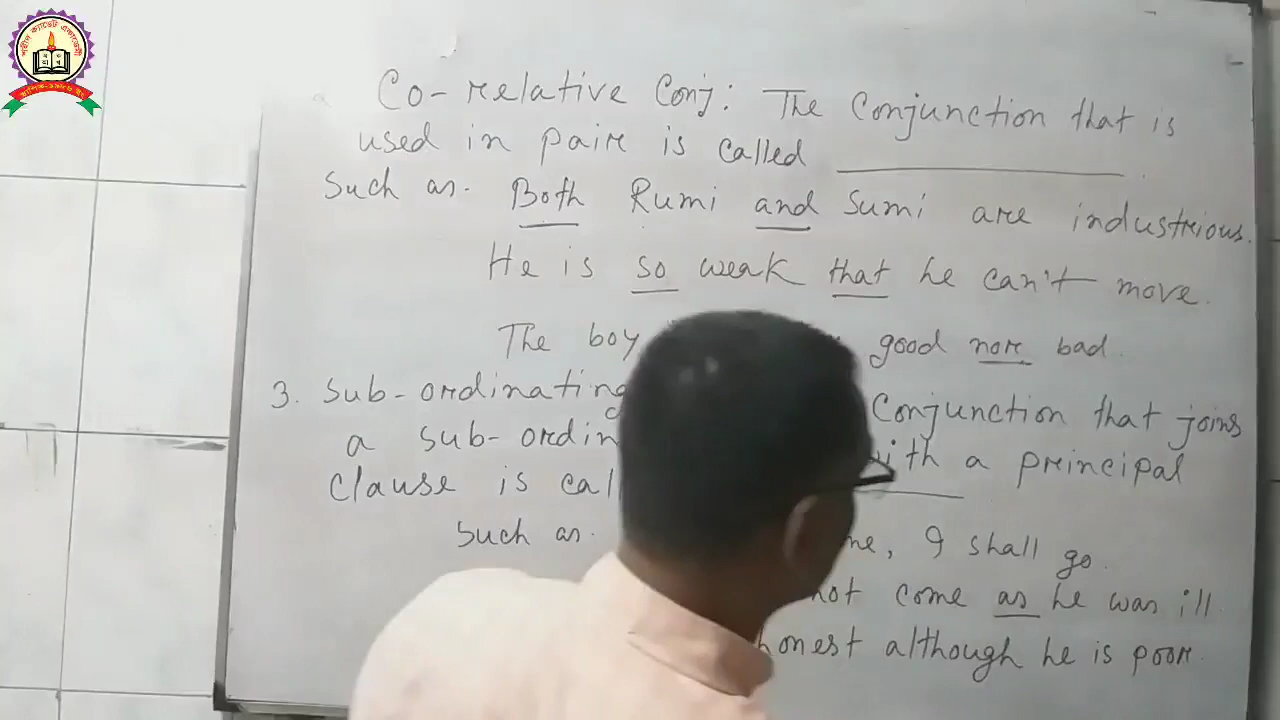 Co-relative Conj: The Conjunction that is
used in pair is called
Such as. Both Rumi and Sumi are industrious.
He is so weak that he can't move.
The boy good nor bad.
3. Sub-ordinating Conjunction that joins
a sub-ordin with a principal
Clause is cal
Such as. me, I shall go.
not come as he was ill
honest although he is poor.